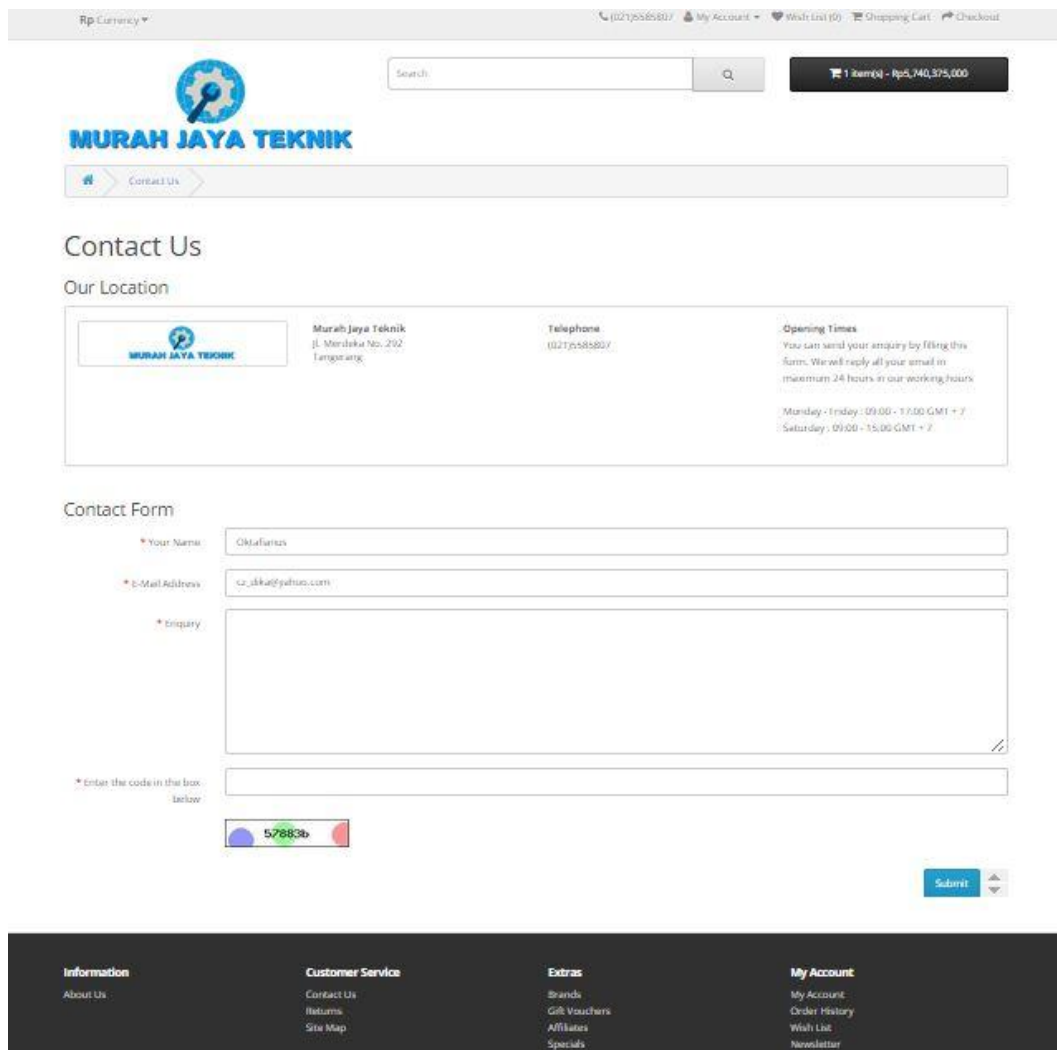 Rp Currency
(021)5585807 My Account Wish List (0) Shopping Cart Checkout
Search
1 item(s) - Rp5,740,375,000
MURAH JAYA TEKNIK
Contact Us
Contact Us
Our Location
MURAH JAYA TEKNIK
Murah Jaya Teknik
Jl. Merdeka No. 292
Tangerang
Telephone
(021)5585807
Opening Times
You can send your enquiry by filling this
form. We will reply all your email in
maximum 24 hours in our working hours
Monday - Friday : 09:00 - 17:00 GMT + 7
Saturday : 09:00 - 15:00 GMT + 7
Contact Form
* Your Name
Oktafianus
* E-Mail Address
cz_dika@yahoo.com
* Enquiry
* Enter the code in the box
below
57883b
Submit
Information
About Us
Customer Service
Contact Us
Returns
Site Map
Extras
Brands
Gift Vouchers
Affiliates
Specials
My Account
My Account
Order History
Wish List
Newsletter